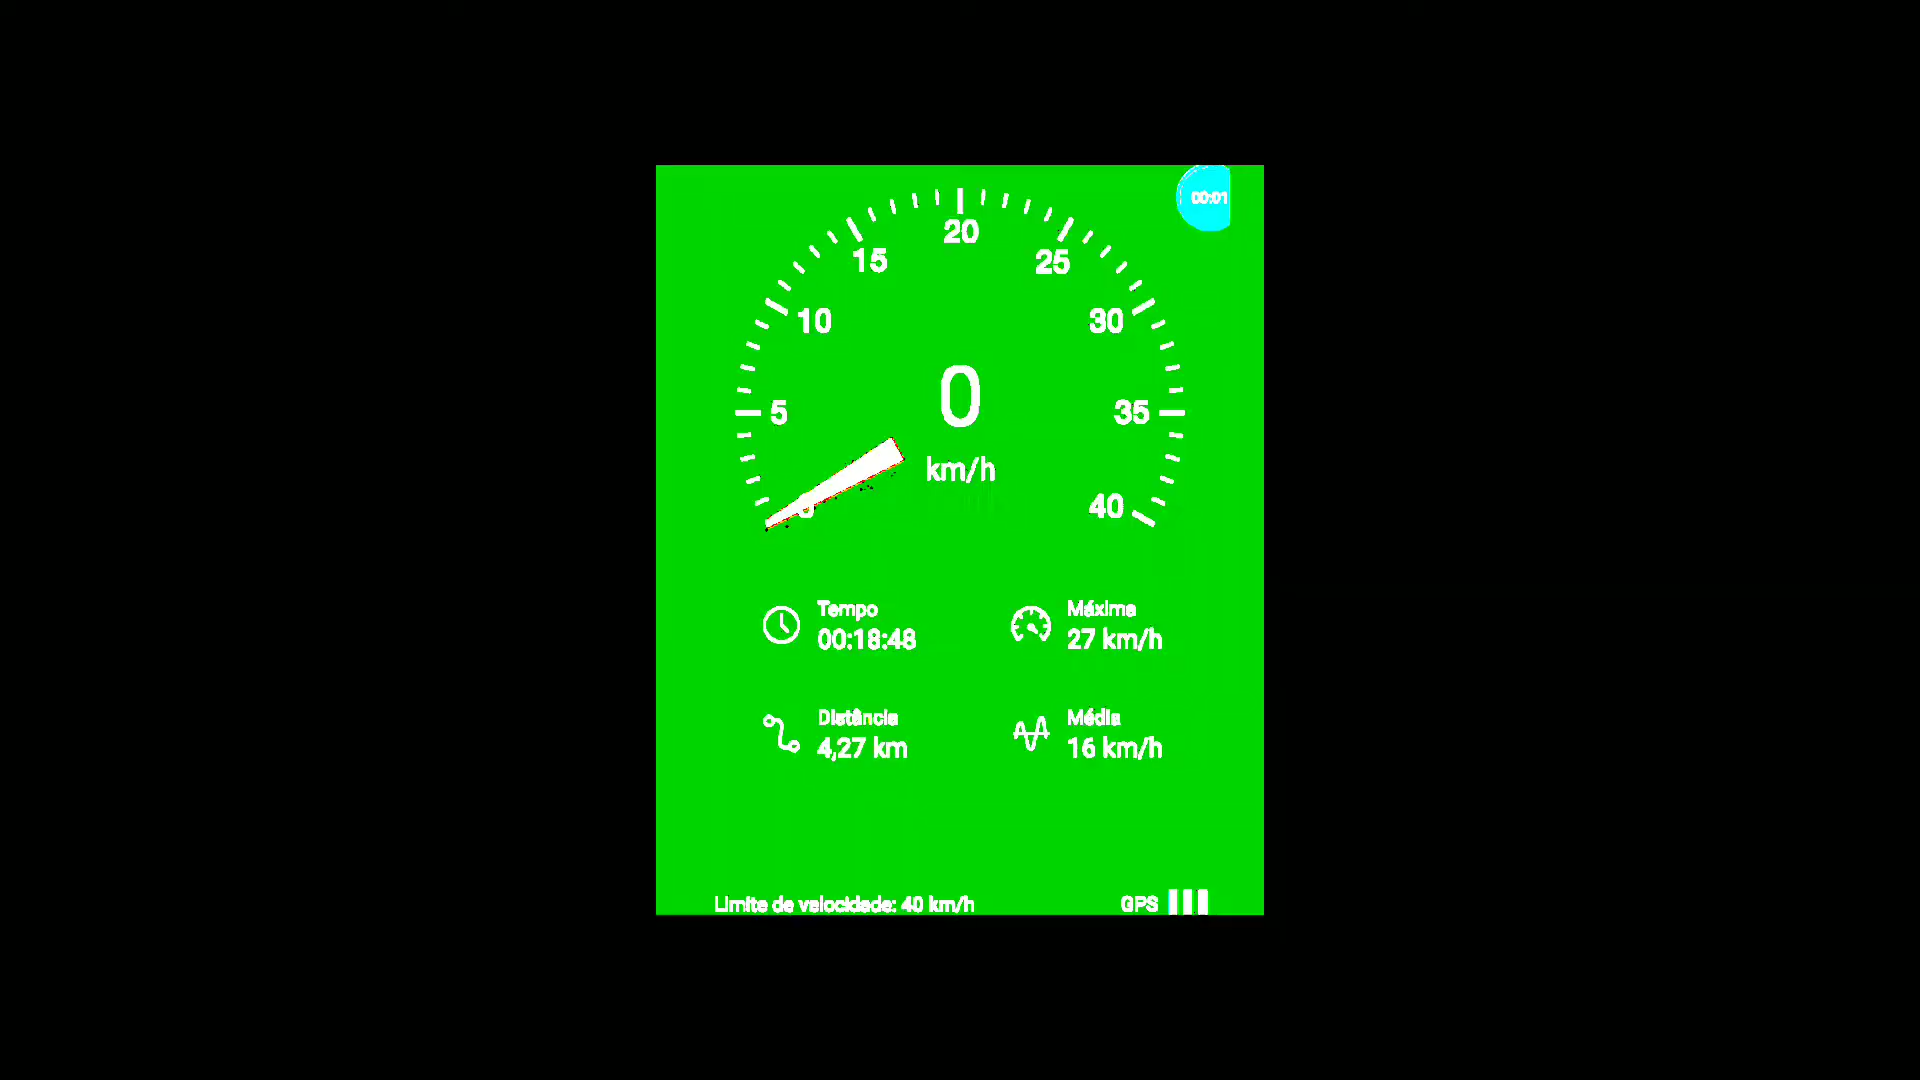 00:01
20
15
25
10
30
0
5
35
km/h
0
40
Tempo
00:18:48
Máxima
27 km/h
Distância
4,27 km
Média
16 km/h
Limite de velocidade: 40 km/h
GPS